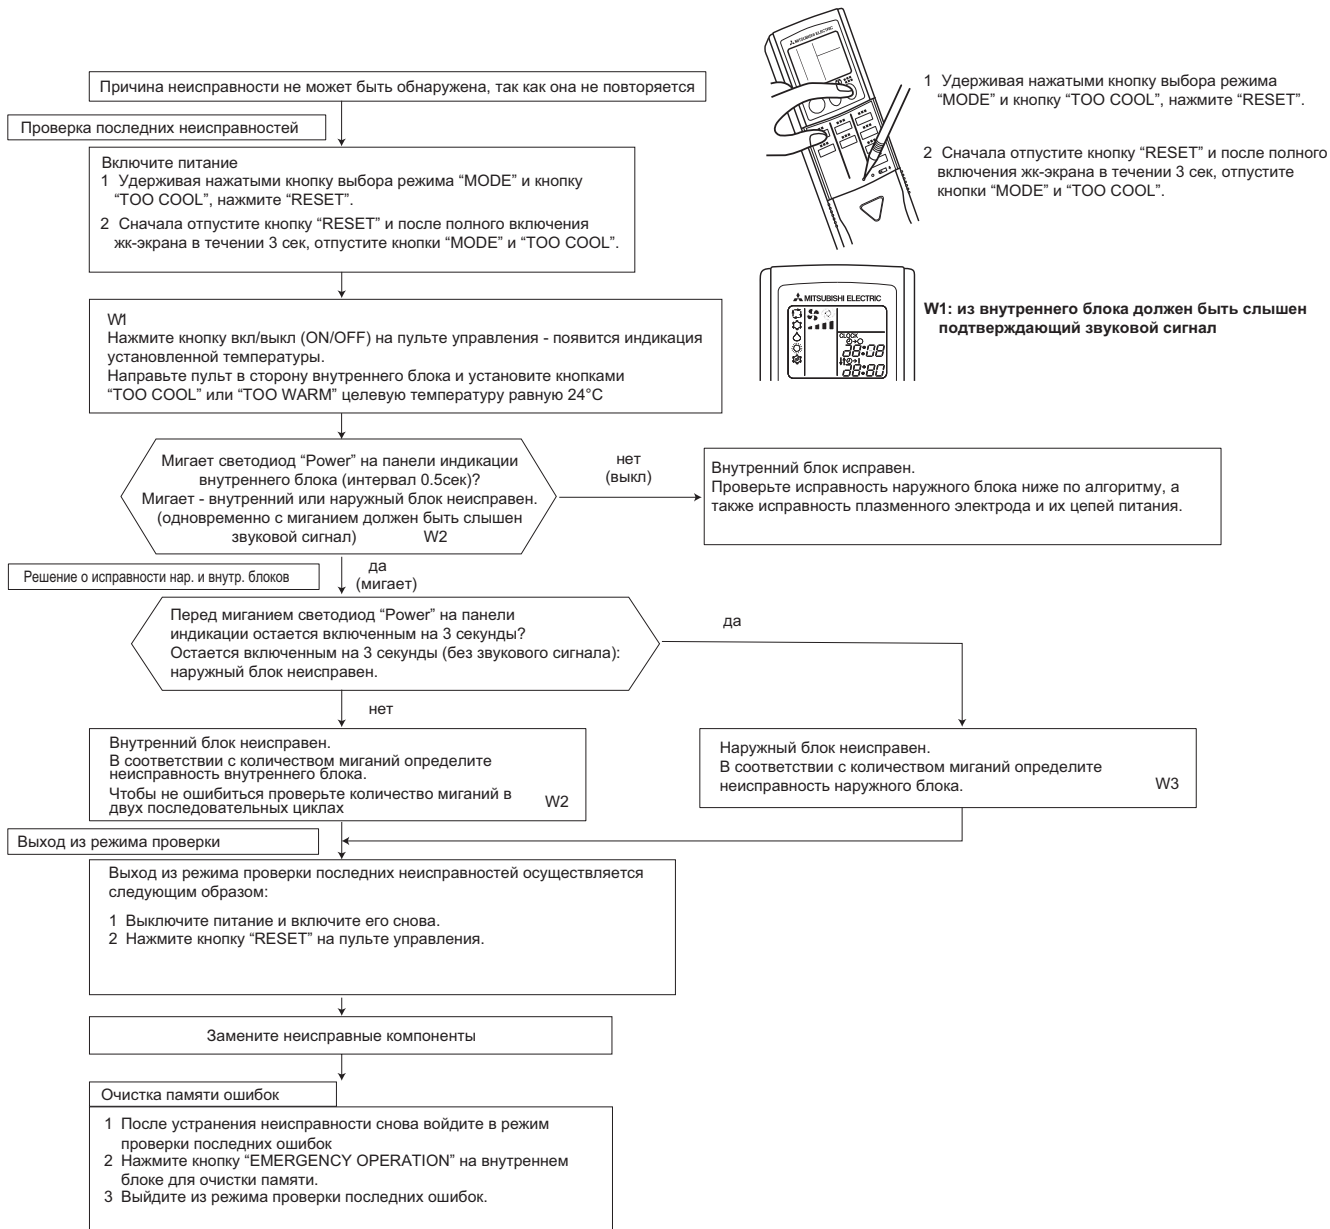 Причина неисправности не может быть обнаружена, так как она не повторяется
Проверка последних неисправностей
Включите питание
1 Удерживая нажатыми кнопку выбора режима “MODE” и кнопку
“TOO COOL”, нажмите “RESET”.
2 Сначала отпустите кнопку “RESET” и после полного включения
жк-экрана в течении 3 сек, отпустите кнопки “MODE” и “TOO COOL”.
MITSUBISHI ELECTRIC
1 Удерживая нажатыми кнопку выбора режима
“MODE” и кнопку “TOO COOL”, нажмите “RESET”.
2 Сначала отпустите кнопку “RESET” и после полного
включения жк-экрана в течении 3 сек, отпустите
кнопки “MODE” и “TOO COOL”.
MITSUBISHI ELECTRIC
CLOCK
W1: из внутреннего блока должен быть слышен
подтверждающий звуковой сигнал
W1
Нажмите кнопку вкл/выкл (ON/OFF) на пульте управления - появится индикация
установленной температуры.
Направьте пульт в сторону внутреннего блока и установите кнопками
“TOO COOL” или “TOO WARM” целевую температуру равную 24°C
Мигает светодиод “Power” на панели индикации
внутреннего блока (интервал 0.5сек)?
Мигает - внутренний или наружный блок неисправен.
(одновременно с миганием должен быть слышен
звуковой сигнал) W2
нет
(выкл)
Внутренний блок исправен.
Проверьте исправность наружного блока ниже по алгоритму, а
также исправность плазменного электрода и их цепей питания.
да
(мигает)
Решение о исправности нар. и внутр. блоков
Перед миганием светодиод “Power” на панели
индикации остается включенным на 3 секунды?
Остается включенным на 3 секунды (без звукового сигнала):
наружный блок неисправен.
да
нет
Внутренний блок неисправен.
В соответствии с количеством миганий определите
неисправность внутреннего блока.
Чтобы не ошибиться проверьте количество миганий в
двух последовательных циклах W2
Наружный блок неисправен.
В соответствии с количеством миганий определите
неисправность наружного блока. W3
Выход из режима проверки
Выход из режима проверки последних неисправностей осуществляется
следующим образом:
1 Выключите питание и включите его снова.
2 Нажмите кнопку “RESET” на пульте управления.
Замените неисправные компоненты
Очистка памяти ошибок
1 После устранения неисправности снова войдите в режим
проверки последних ошибок
2 Нажмите кнопку “EMERGENCY OPERATION” на внутреннем
блоке для очистки памяти.
3 Выйдите из режима проверки последних ошибок.